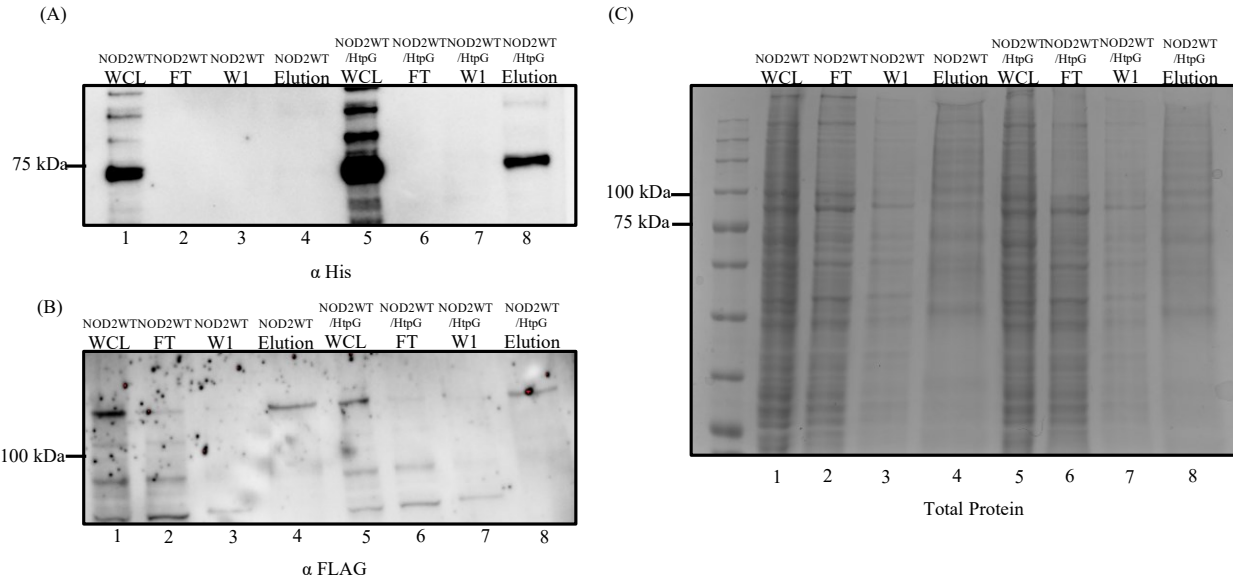 (A)
NOD2WT NOD2WT NOD2WT NOD2WT NOD2WT NOD2WT NOD2WT NOD2WT
/HtpG /HtpG /HtpG /HtpG
WCL FT W1 Elution WCL FT W1 Elution
75 kDa
1 2 3 4 5 6 7 8
α His
(B)
NOD2WT NOD2WT NOD2WT NOD2WT NOD2WT NOD2WT NOD2WT NOD2WT
/HtpG /HtpG /HtpG /HtpG
WCL FT W1 Elution WCL FT W1 Elution
100 kDa
1 2 3 4 5 6 7 8
α FLAG
(C)
NOD2WT NOD2WT NOD2WT NOD2WT NOD2WT NOD2WT NOD2WT NOD2WT
/HtpG /HtpG /HtpG /HtpG
WCL FT W1 Elution WCL FT W1 Elution
100 kDa
75 kDa
1 2 3 4 5 6 7 8
Total Protein